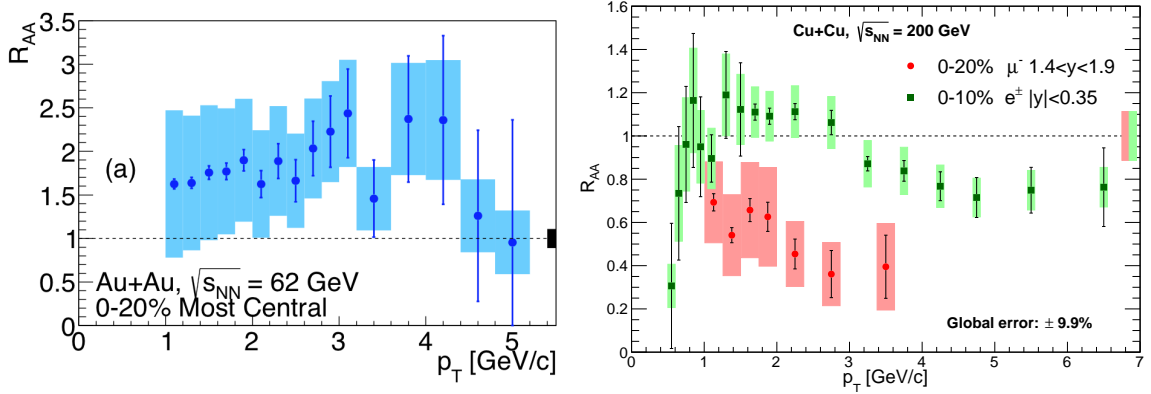 R_AA
3.5
3
2.5
2
1.5
1
1
0.5
0
(a)
Au+Au, √s_NN = 62 GeV
0-20% Most Central
0 1 2 3 4 5
p_T [GeV/c]
R_AA
1.6
1.4
1.2
1
0.8
0.6
0.4
0.2
0
Cu+Cu, √s_NN = 200 GeV
0-20% μ⁻ 1.4<y<1.9
0-10% e± |y|<0.35
Global error: ± 9.9%
0 1 2 3 4 5 6 7
p_T [GeV/c]